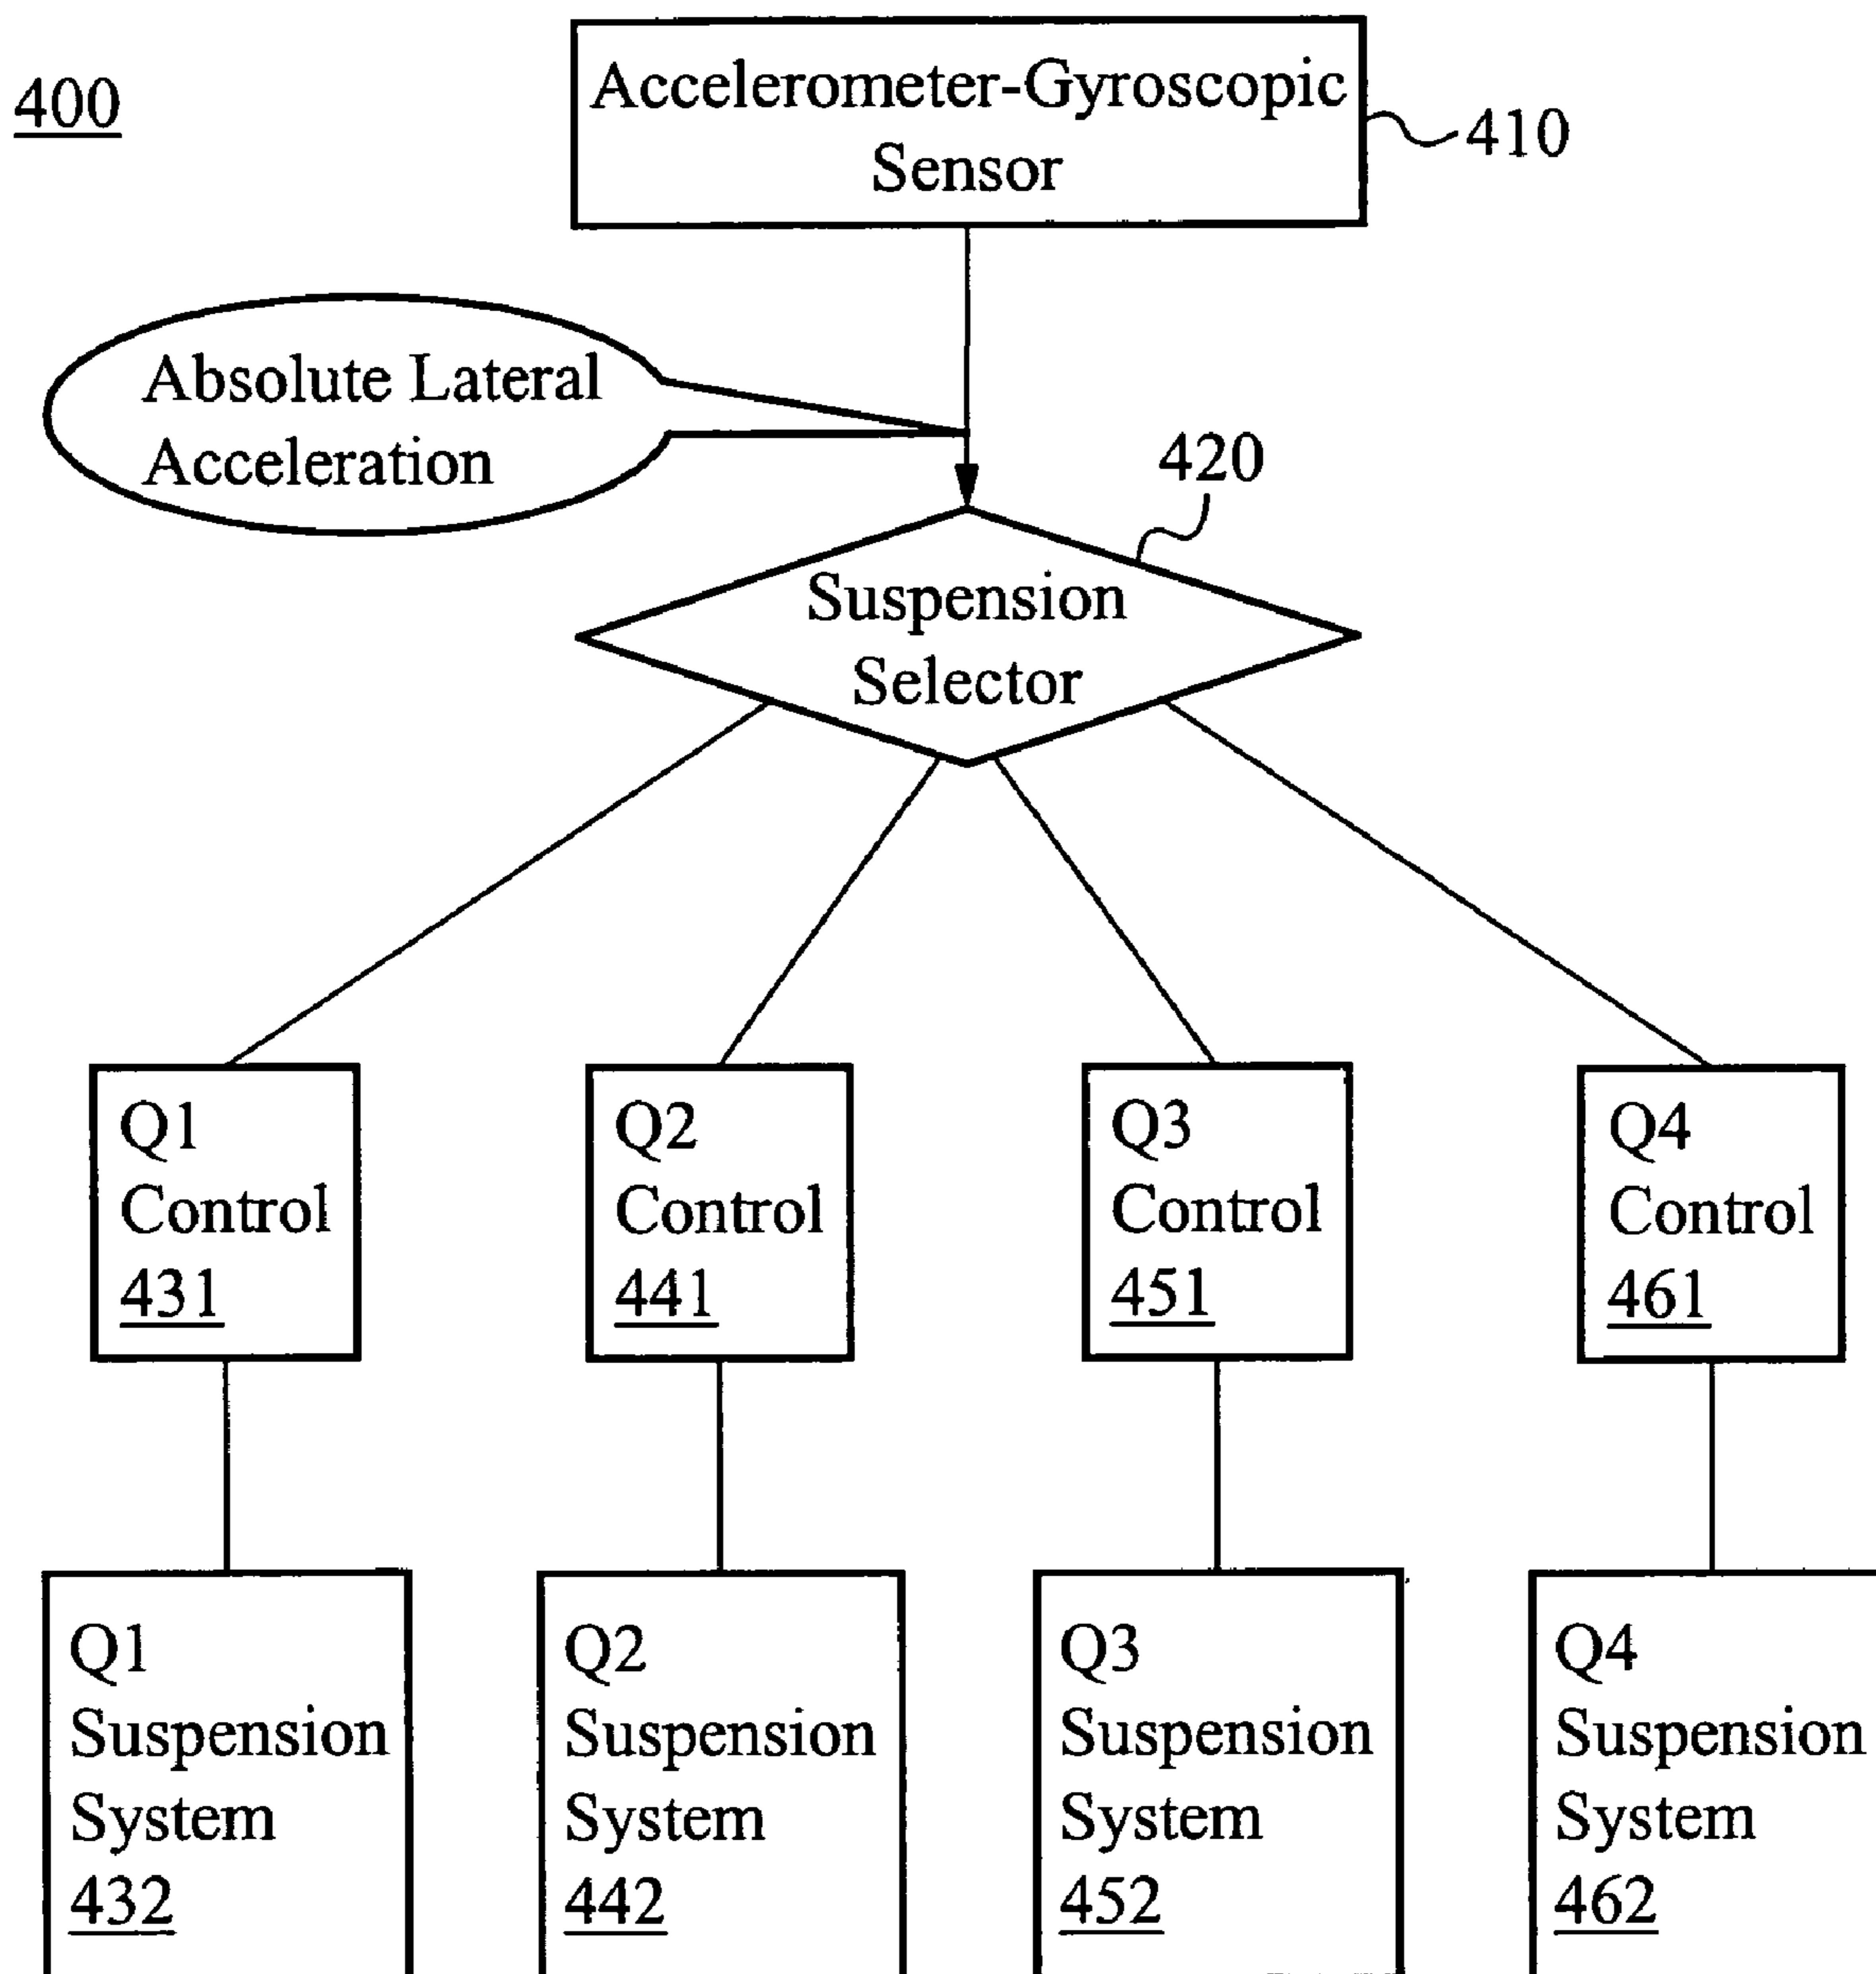 400
Accelerometer-Gyroscopic
Sensor
410
Absolute Lateral
Acceleration
420
Suspension
Selector
Q1
Control
431
Q2
Control
441
Q3
Control
451
Q4
Control
461
Q1
Suspension
System
432
Q2
Suspension
System
442
Q3
Suspension
System
452
Q4
Suspension
System
462